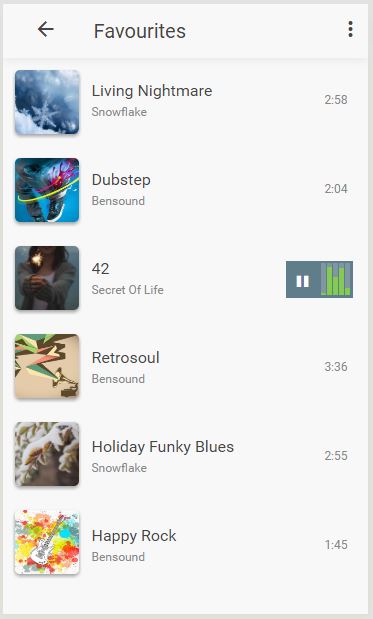 Favourites
Living Nightmare
Snowflake
2:58
Dubstep
Bensound
2:04
42
Secret Of Life
Retrosoul
Bensound
3:36
Holiday Funky Blues
Snowflake
2:55
Happy Rock
Bensound
1:45